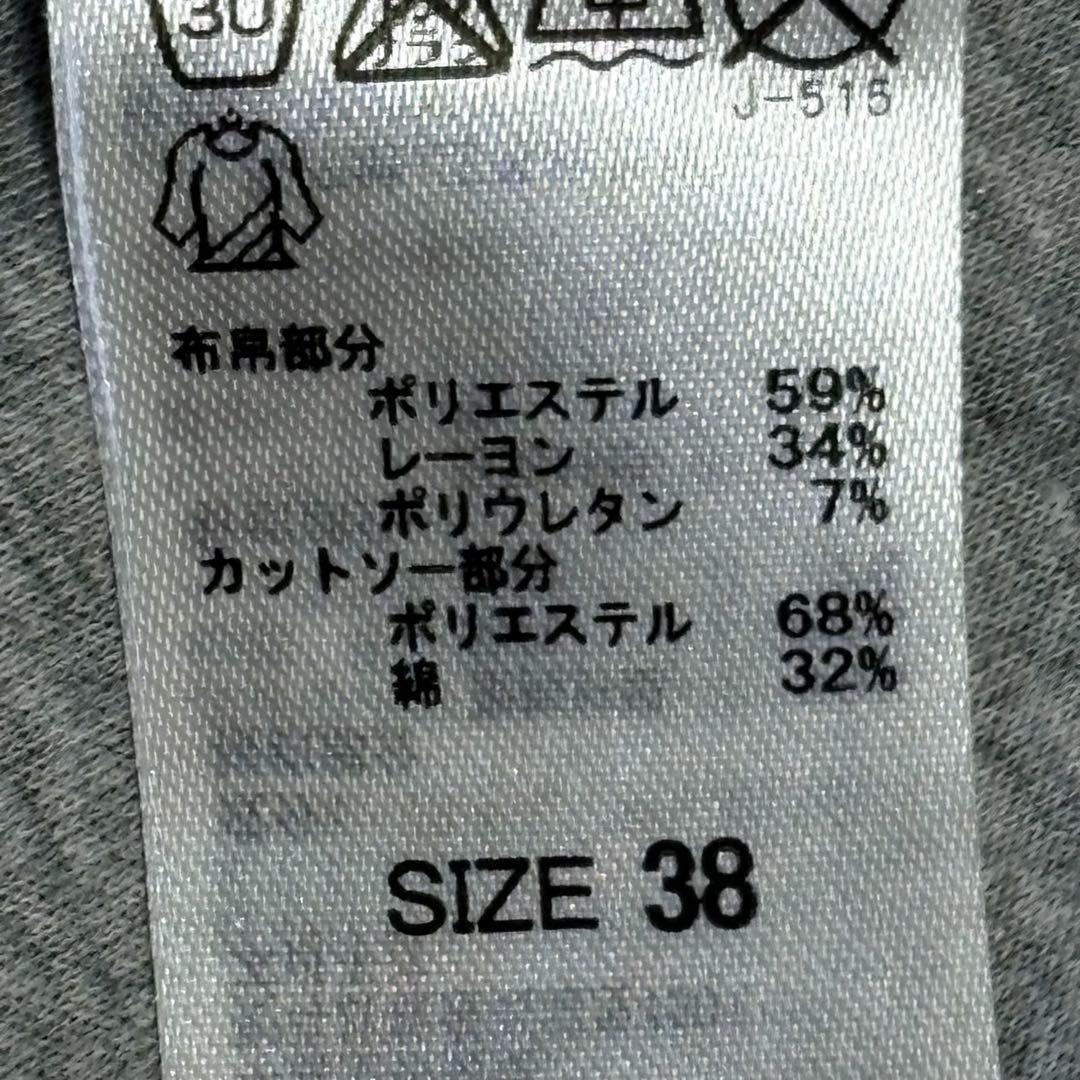 30
J-515
布帛部分
ポリエステル 59%
レーヨン 34%
ポリウレタン 7%
カットソー部分
ポリエステル 68%
綿 32%
SIZE 38